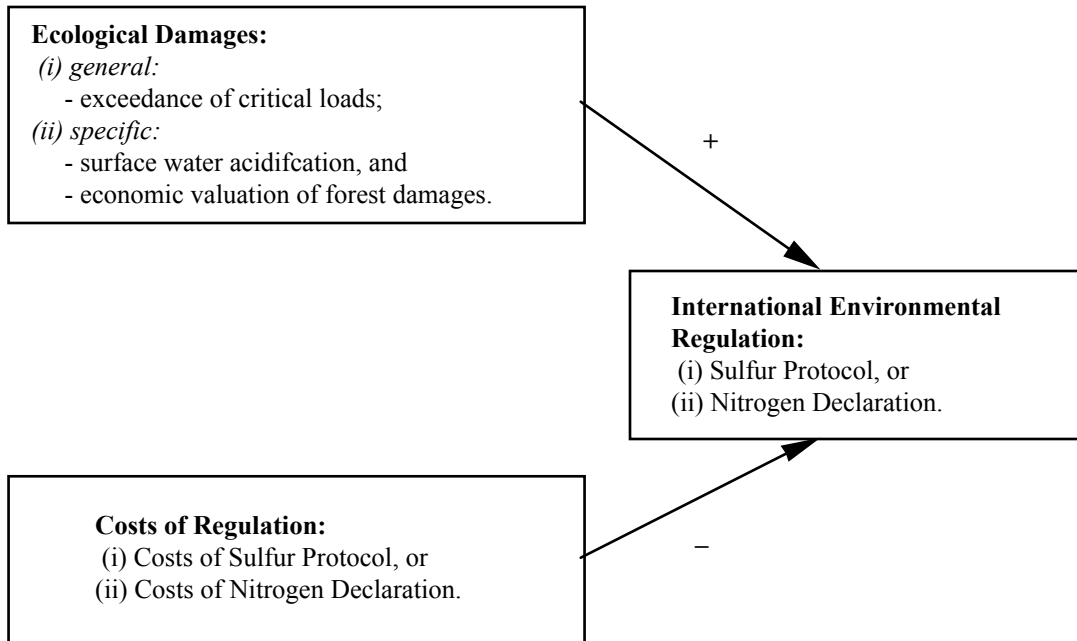 Ecological Damages:
(i) general:
- exceedance of critical loads;
(ii) specific:
- surface water acidifcation, and
- economic valuation of forest damages.
+
International Environmental
Regulation:
(i) Sulfur Protocol, or
(ii) Nitrogen Declaration.
Costs of Regulation:
(i) Costs of Sulfur Protocol, or
(ii) Costs of Nitrogen Declaration.
–